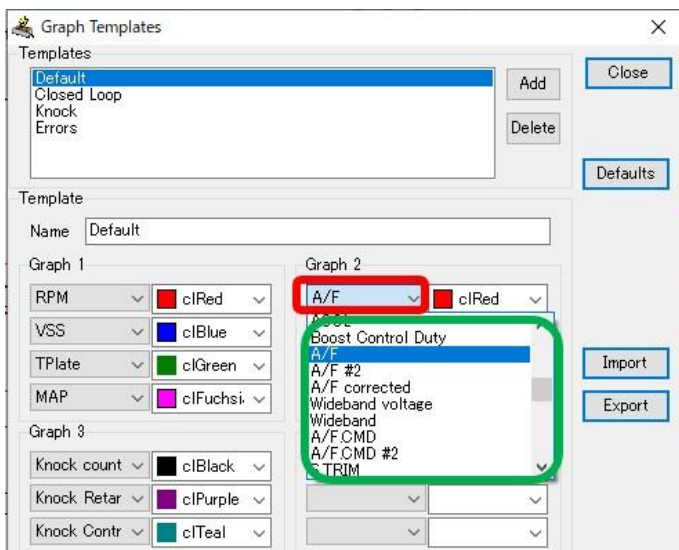 Graph Templates
Templates
Default
Closed Loop
Knock
Errors
Add
Delete
Close
Defaults
Template
Name Default
Graph 1
RPM clRed
VSS clBlue
TPlate clGreen
MAP clFuchsi
Graph 2
A/F clRed
Boost Control Duty
A/F
A/F #2
A/F corrected
Wideband voltage
Wideband
A/F.CMD
A/F.CMD #2
S.TRIM
Import
Export
Graph 3
Knock count clBlack
Knock Retar clPurple
Knock Contr clTeal